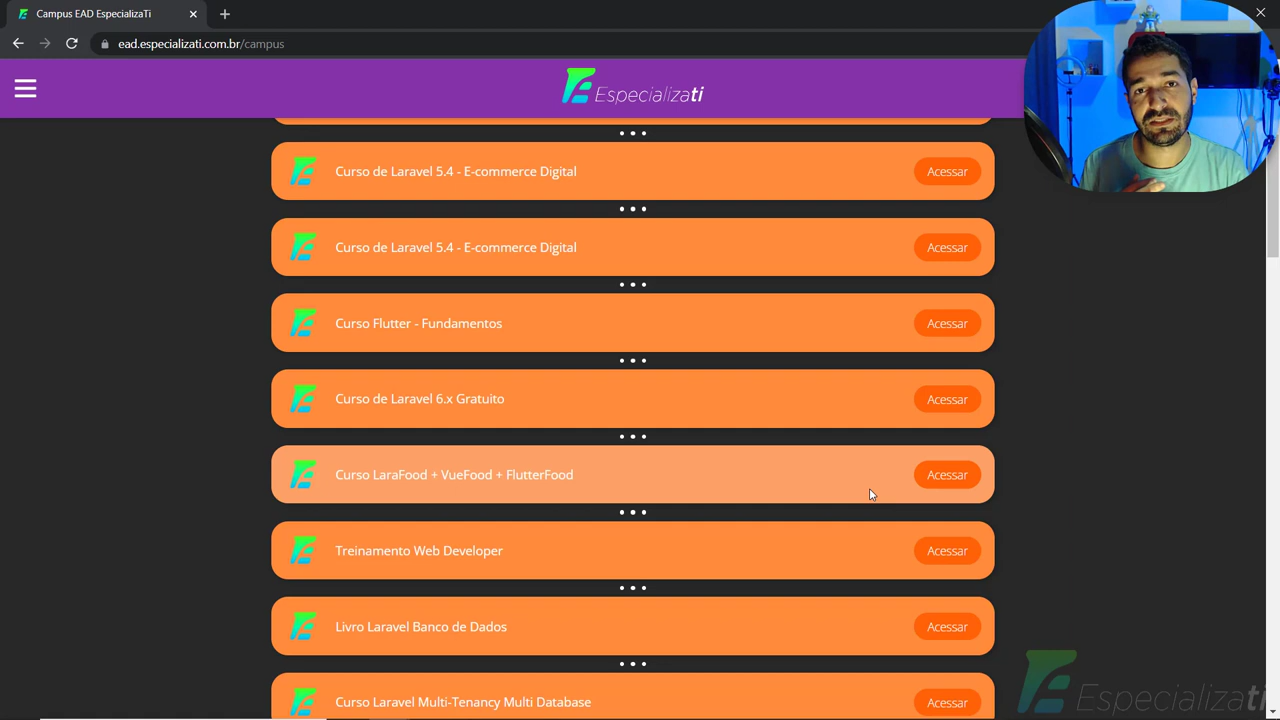 Campus EAD EspecializaTi
ead.especializati.com.br/campus
Especializati
Curso de Laravel 5.4 - E-commerce Digital
Acessar
Curso de Laravel 5.4 - E-commerce Digital
Acessar
Curso Flutter - Fundamentos
Acessar
Curso de Laravel 6.x Gratuito
Acessar
Curso LaraFood + VueFood + FlutterFood
Acessar
Treinamento Web Developer
Acessar
Livro Laravel Banco de Dados
Acessar
Curso Laravel Multi-Tenancy Multi Database
Acessar
Especializati